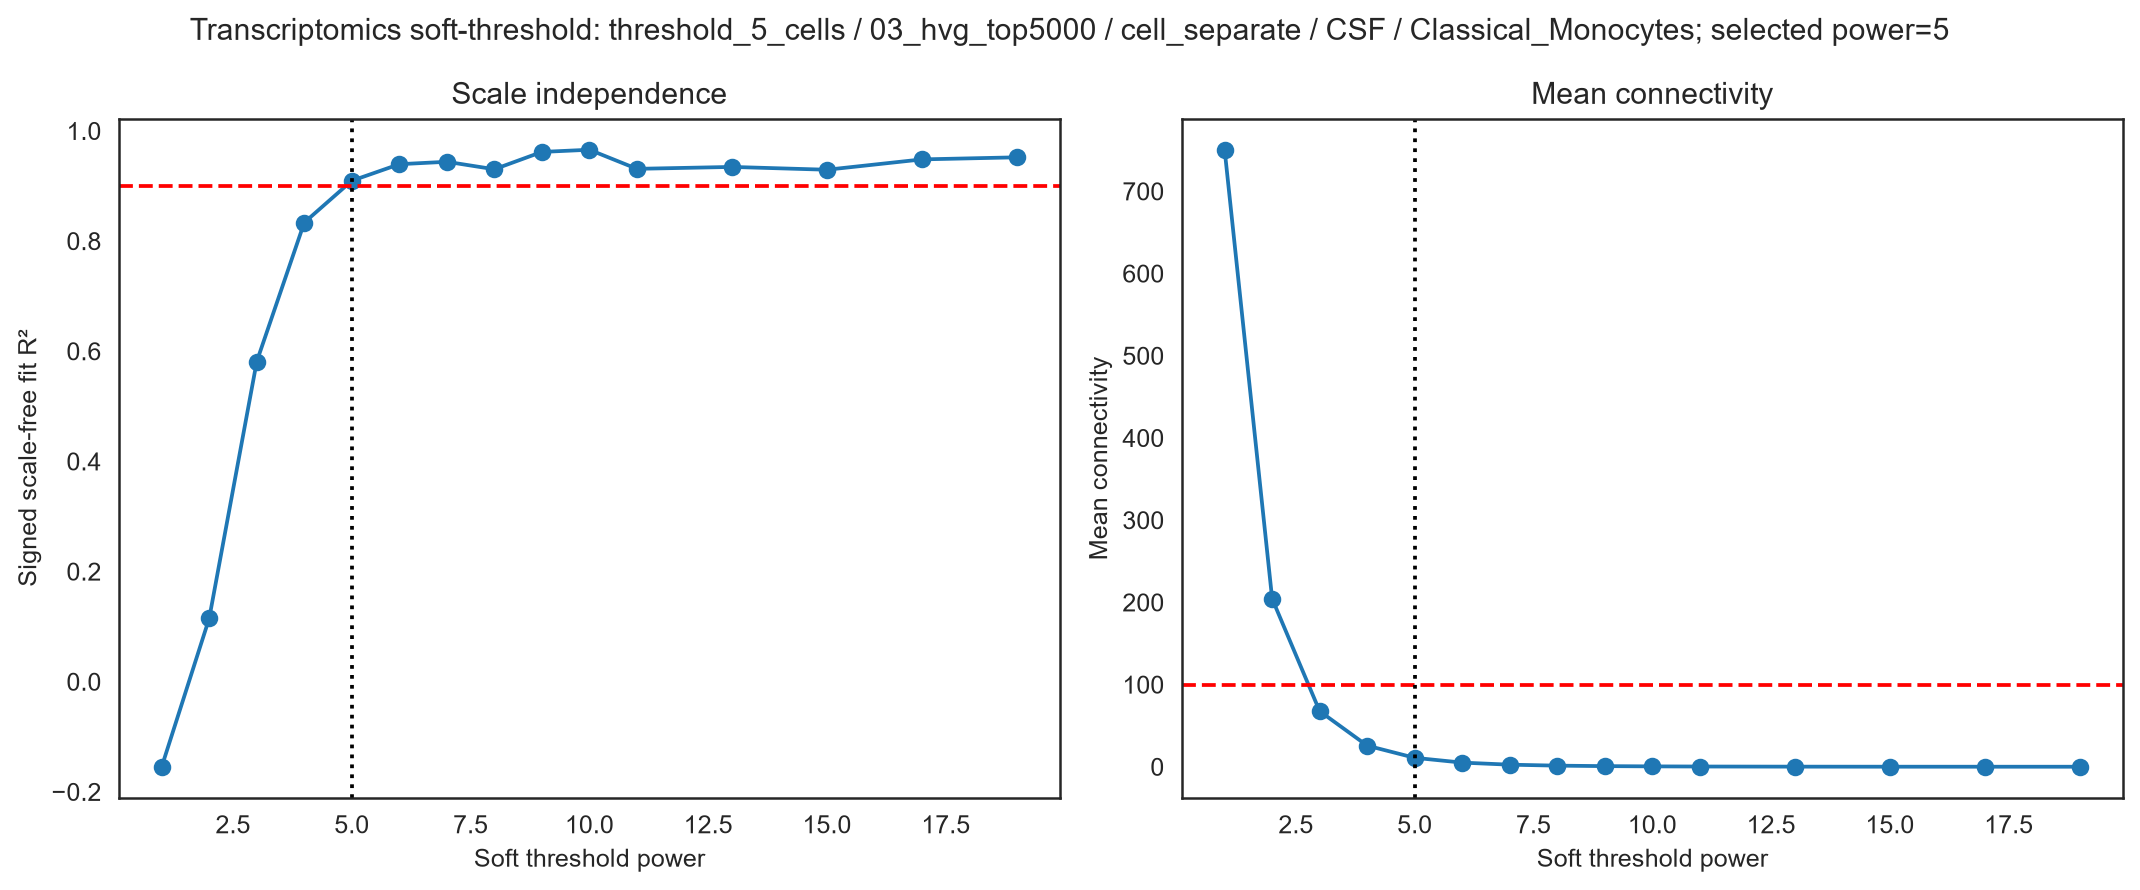 Transcriptomics soft-threshold: threshold_5_cells / 03_hvg_top5000 / cell_separate / CSF / Classical_Monocytes; selected power=5
Scale independence
Signed scale-free fit R²
1.0
0.8
0.6
0.4
0.2
0.0
−0.2
2.5 5.0 7.5 10.0 12.5 15.0 17.5
Soft threshold power
Mean connectivity
Mean connectivity
700
600
500
400
300
200
100
0
2.5 5.0 7.5 10.0 12.5 15.0 17.5
Soft threshold power